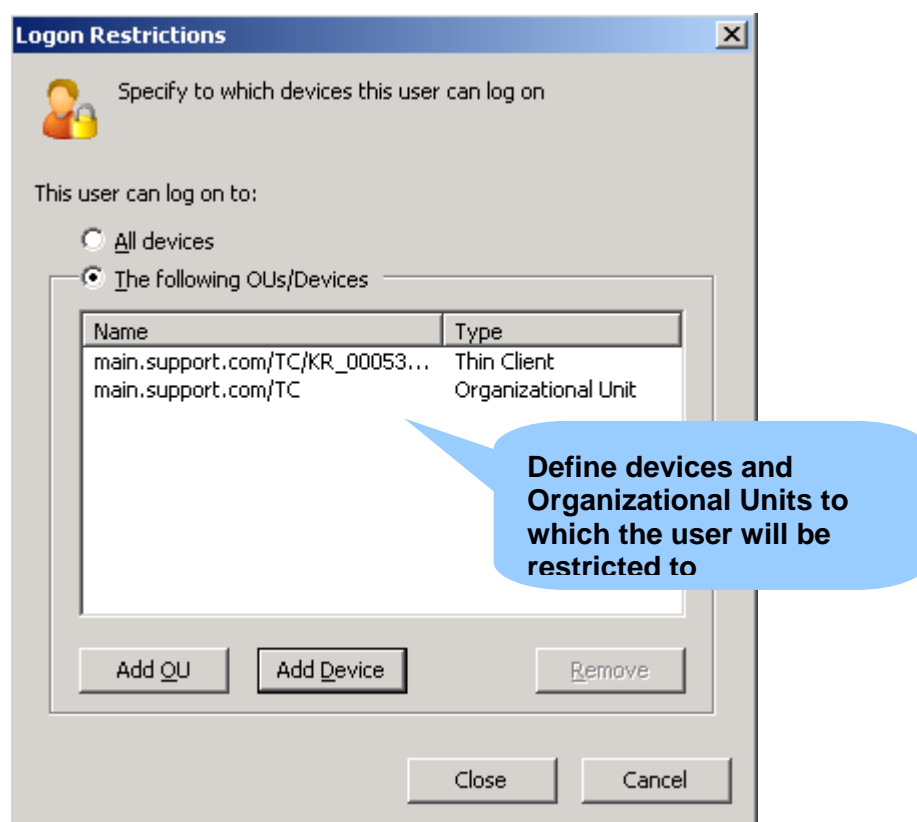 Logon Restrictions
Specify to which devices this user can log on
This user can log on to:
All devices
The following OUs/Devices
Name Type
main.support.com/TC/KR_00053... Thin Client
main.support.com/TC Organizational Unit
Define devices and
Organizational Units to
which the user will be
restricted to
Add OU Add Device Remove
Close Cancel